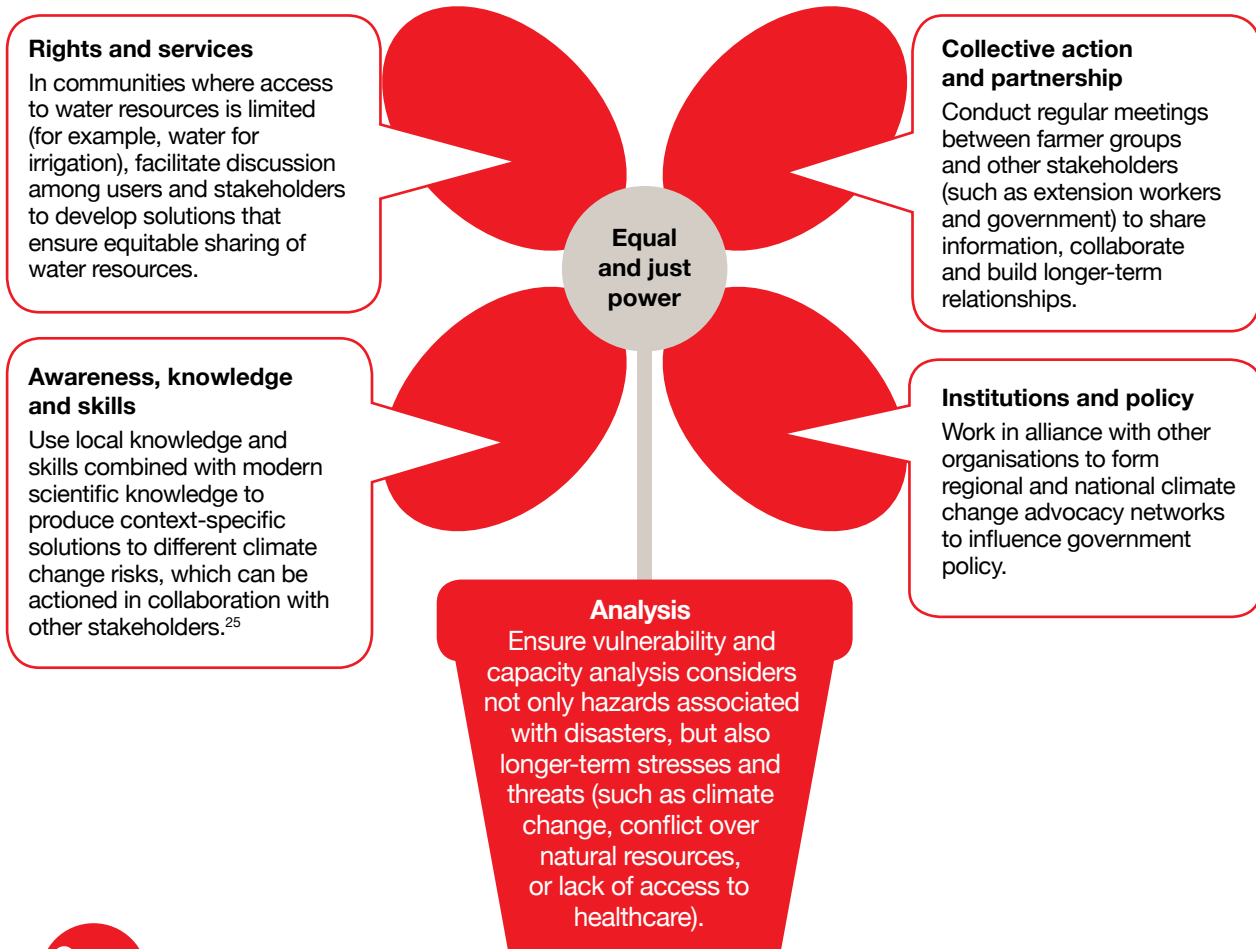 Rights and services
In communities where access
to water resources is limited
(for example, water for
irrigation), facilitate discussion
among users and stakeholders
to develop solutions that
ensure equitable sharing of
water resources.
Collective action
and partnership
Conduct regular meetings
between farmer groups
and other stakeholders
(such as extension workers
and government) to share
information, collaborate
and build longer-term
relationships.
Equal
and just
power
Awareness, knowledge
and skills
Use local knowledge and
skills combined with modern
scientific knowledge to
produce context-specific
solutions to different climate
change risks, which can be
actioned in collaboration with
other stakeholders.25
Institutions and policy
Work in alliance with other
organisations to form
regional and national climate
change advocacy networks
to influence government
policy.
Analysis
Ensure vulnerability and
capacity analysis considers
not only hazards associated
with disasters, but also
longer-term stresses and
threats (such as climate
change, conflict over
natural resources,
or lack of access to
healthcare).